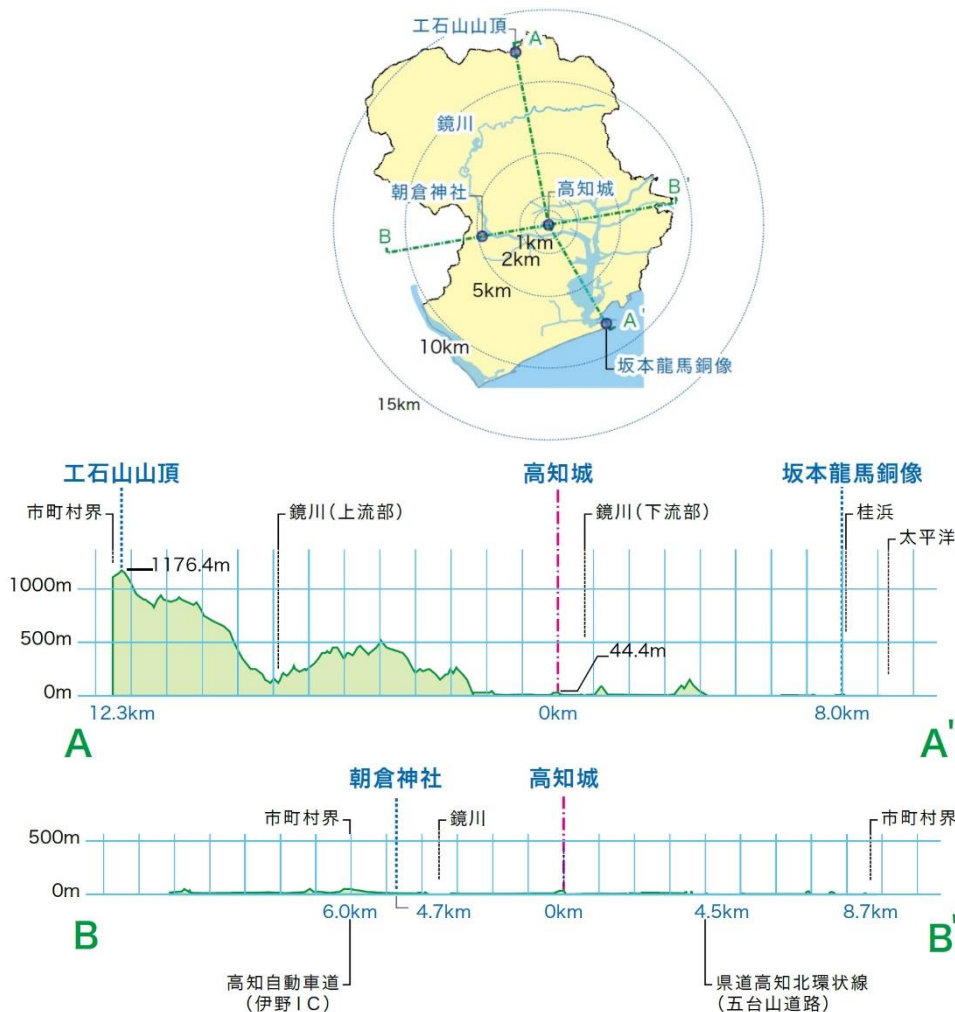 工石山山頂
A
鏡川
朝倉神社
高知城
B'
B
1km
2km
5km
A'
10km
坂本龍馬銅像
15km
工石山山頂
高知城
坂本龍馬銅像
市町村界
鏡川(上流部)
鏡川(下流部)
桂浜
太平洋
1176.4m
1000m
500m
44.4m
0m
12.3km
0km
8.0km
A
A'
朝倉神社
高知城
市町村界
鏡川
市町村界
500m
0m
6.0km
4.7km
0km
4.5km
8.7km
B
B'
高知自動車道
(伊野IC)
県道高知北環状線
(五台山道路)